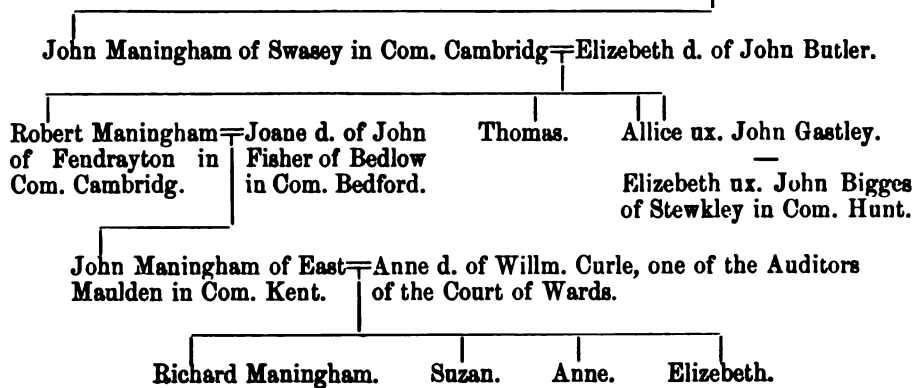 John Maningham of Swasey in Com. Cambridg=Elizebeth d. of John Butler.
Robert Maningham=Joane d. of John
of Fendrayton in Fisher of Bedlow
Com. Cambridg. in Com. Bedford.
Thomas.
Allice ux. John Gastley.
—
Elizebeth ux. John Bigges
of Stewkley in Com. Hunt.
John Maningham of East=Anne d. of Willm. Curle, one of the Auditors
Maulden in Com. Kent. of the Court of Wards.
Richard Maningham. Suzan. Anne. Elizebeth.